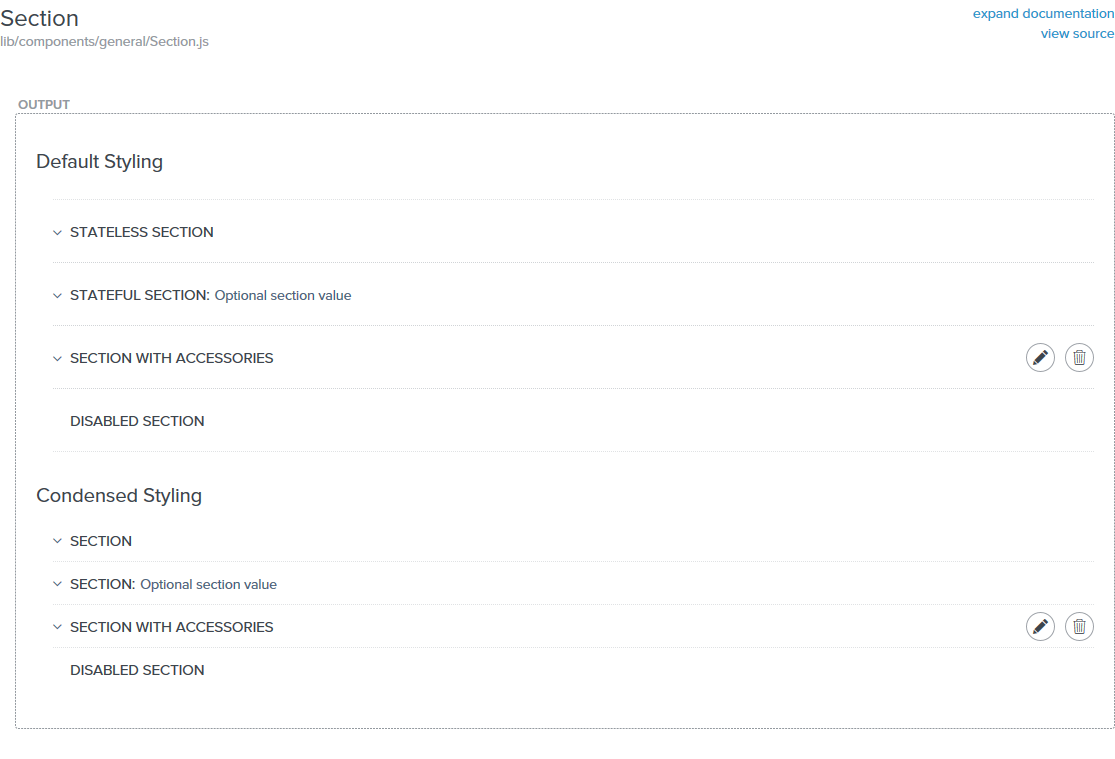 Section
expand documentation
lib/components/general/Section.js
view source
OUTPUT
Default Styling
STATELESS SECTION
STATEFUL SECTION: Optional section value
SECTION WITH ACCESSORIES
DISABLED SECTION
Condensed Styling
SECTION
SECTION: Optional section value
SECTION WITH ACCESSORIES
DISABLED SECTION